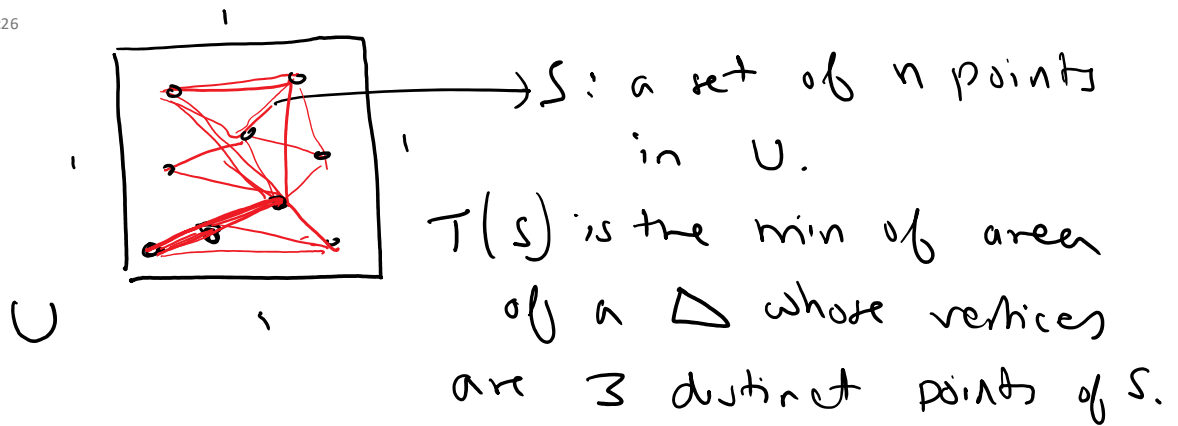 :26
1
S: a set of n points
1
1
in U.
T(S) is the min of area
U
1
of a △ whose vertices
are 3 distinct points of S.